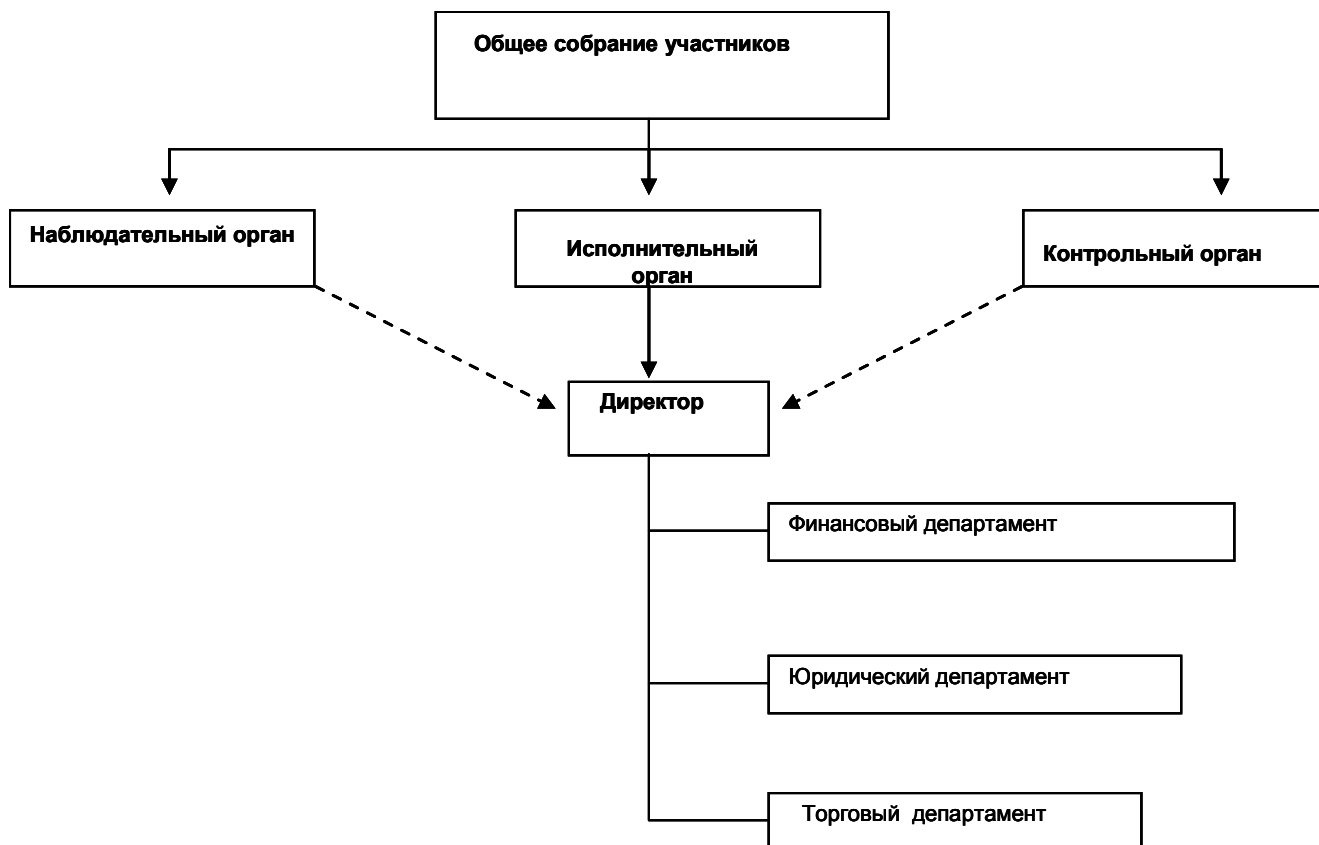 Общее собрание участников
Наблюдательный орган
Исполнительный
орган
Контрольный орган
Директор
Финансовый департамент
Юридический департамент
Торговый департамент